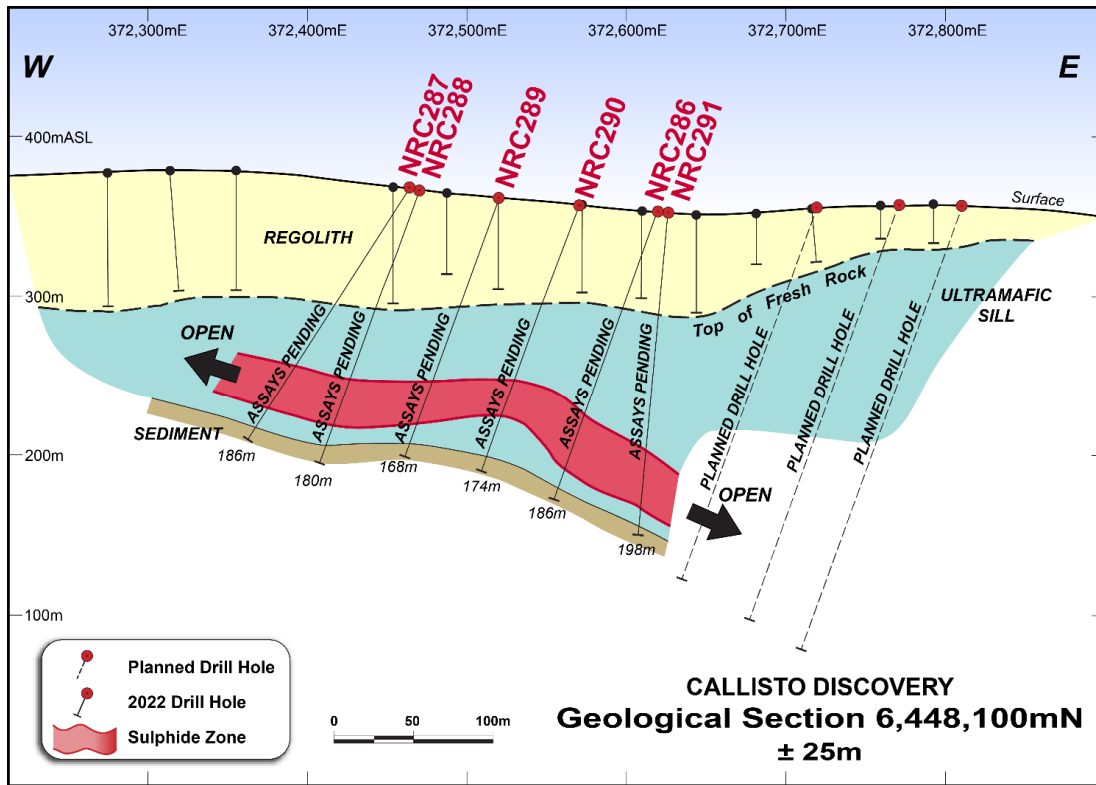 372,300mE
372,400mE
372,500mE
372,600mE
372,700mE
372,800mE
W
E
400mASL
NRC287
NRC288
NRC289
NRC290
NRC286
NRC291
Surface
REGOLITH
300m
Top of Fresh Rock
ULTRAMAFIC
SILL
OPEN
ASSAYS PENDING
ASSAYS PENDING
ASSAYS PENDING
ASSAYS PENDING
ASSAYS PENDING
ASSAYS PENDING
PLANNED DRILL HOLE
PLANNED DRILL HOLE
PLANNED DRILL HOLE
SEDIMENT
200m
186m
180m
168m
174m
186m
198m
OPEN
100m
Planned Drill Hole
2022 Drill Hole
Sulphide Zone
0
50
100m
CALLISTO DISCOVERY
Geological Section 6,448,100mN
± 25m